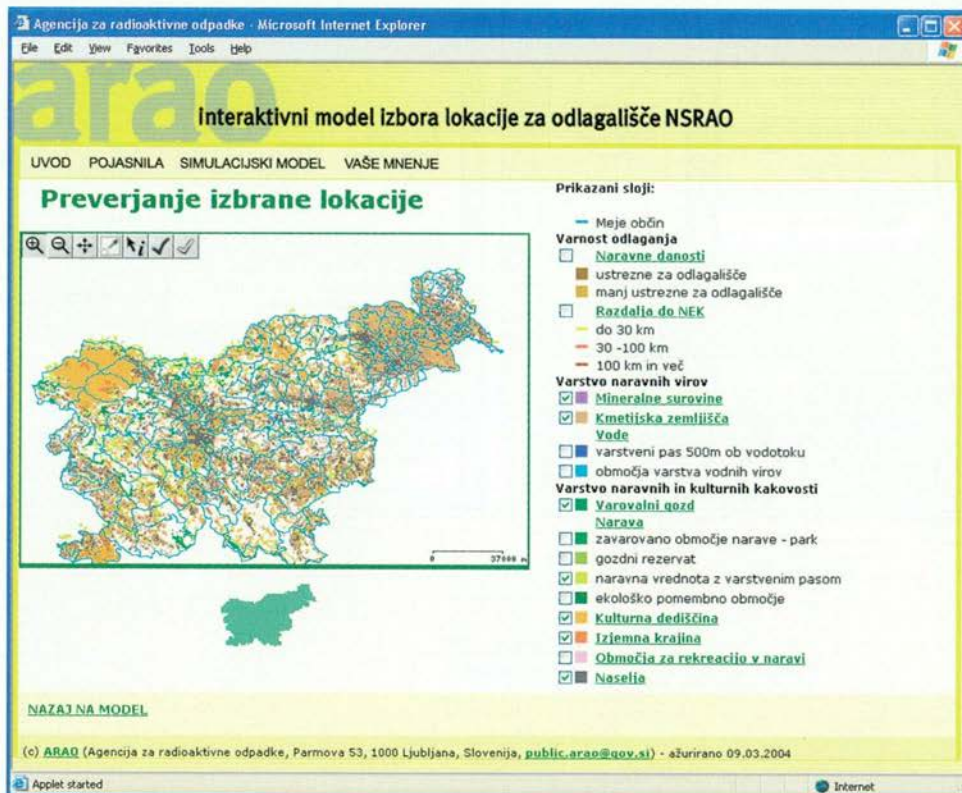 Agencija za radioaktivne odpadke - Microsoft Internet Explorer
File Edit View Favorites Tools Help
arao
Interaktivni model izbora lokacije za odlagališče NSRAO
UVOD POJASNILA SIMULACIJSKI MODEL VAŠE MNENJE
Preverjanje izbrane lokacije
0 37000 m
Prikazani sloji:
Meje občin
Varnost odlaganja
Naravne danosti
ustrezne za odlagališče
manj ustrezne za odlagališče
Razdalja do NEK
do 30 km
30 -100 km
100 km in več
Varstvo naravnih virov
Mineralne surovine
Kmetijska zemljišča
Vode
varstveni pas 500m ob vodotoku
območja varstva vodnih virov
Varstvo naravnih in kulturnih kakovosti
Varovalni gozd
Narava
zavarovano območje narave - park
gozdni rezervat
naravna vrednota z varstvenim pasom
ekološko pomembno območje
Kulturna dediščina
Izjemna krajina
Območja za rekreacijo v naravi
Naselja
NAZAJ NA MODEL
(c) ARAO (Agencija za radioaktivne odpadke, Parmova 53, 1000 Ljubljana, Slovenija, public.arao@gov.si) - ažurirano 09.03.2004
Applet started
Internet